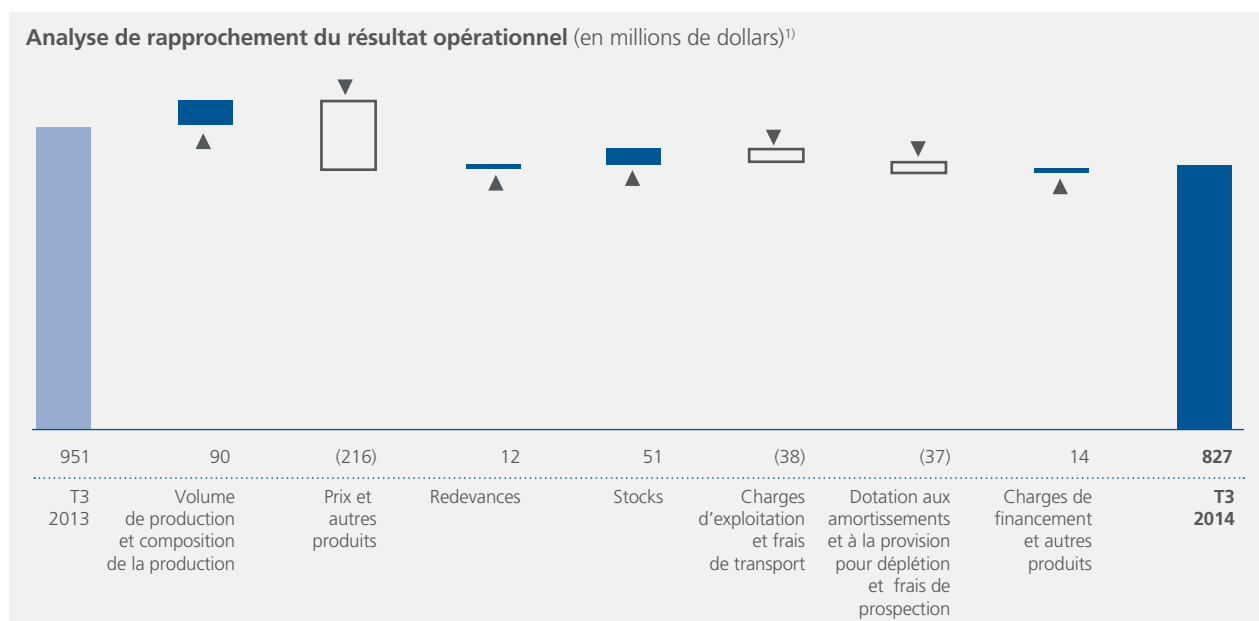 Analyse de rapprochement du résultat opérationnel (en millions de dollars)1)
951 90 (216) 12 51 (38) (37) 14 827
T3
2013
Volume
de production
et composition
de la production
Prix et
autres
produits
Redevances
Stocks
Charges
d'exploitation
et frais
de transport
Dotation aux
amortissements
et à la provision
pour déplétion
et frais de
prospection
Charges de
financement
et autres
produits
T3
2014